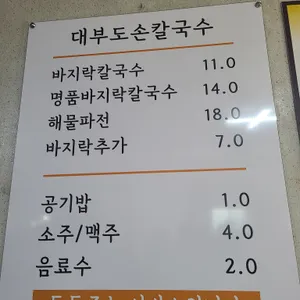 대부도손칼국수
바지락칼국수 11.0
명품바지락칼국수 14.0
해물파전 18.0
바지락추가 7.0
공기밥 1.0
소주/맥주 4.0
음료수 2.0